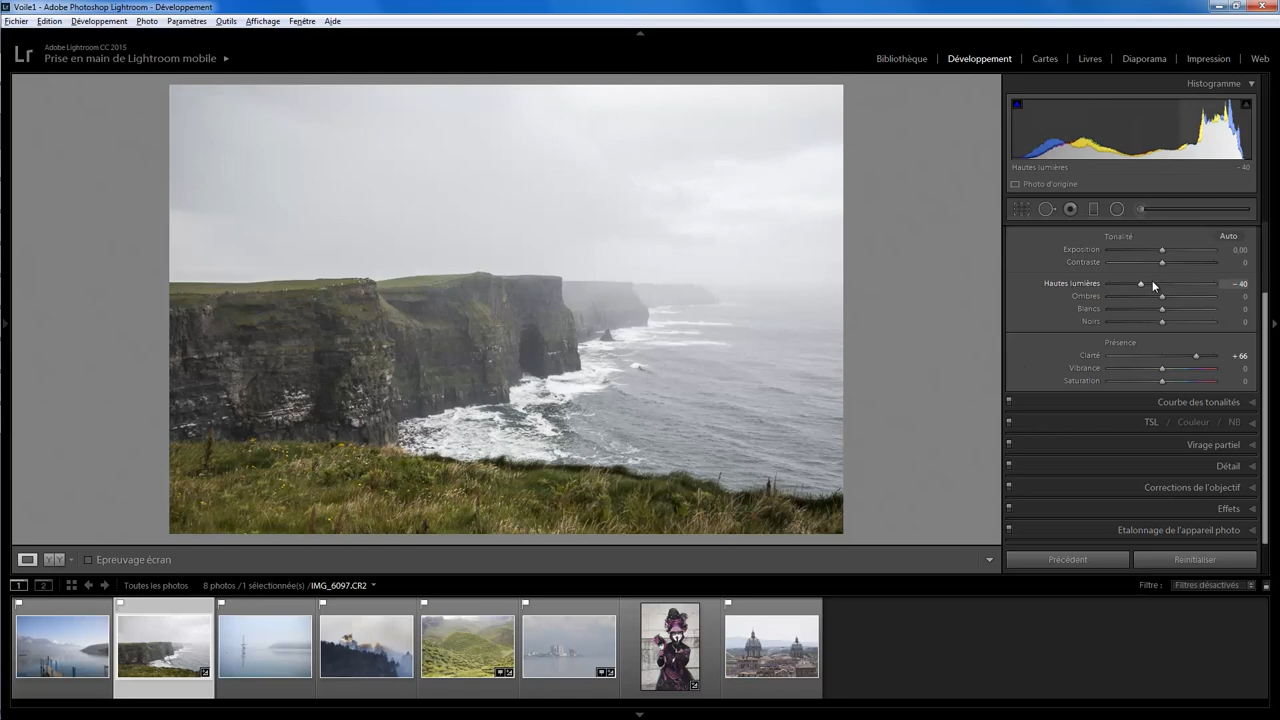 Voile1 - Adobe Photoshop Lightroom - Développement
Fichier Edition Développement Photo Paramètres Outils Affichage Fenêtre Aide
Lr
Adobe Lightroom CC 2015
Prise en main de Lightroom mobile
Bibliothèque | Développement | Cartes | Livres | Diaporama | Impression | Web
Histogramme
Hautes lumières - 40
Photo d'origine
Tonalité Auto
Exposition 0,00
Contraste 0
Hautes lumières - 40
Ombres 0
Blancs 0
Noirs 0
Présence
Clarté + 66
Vibrance 0
Saturation 0
Courbe des tonalités
TSL / Couleur / NB
Virage partiel
Détail
Corrections de l'objectif
Effets
Etalonnage de l'appareil photo
Précédent Réinitialiser
YY Epreuvage écran
1 2 Toutes les photos 8 photos /1 sélectionnée(s) /IMG_6097.CR2 Filtre : Filtres désactivés